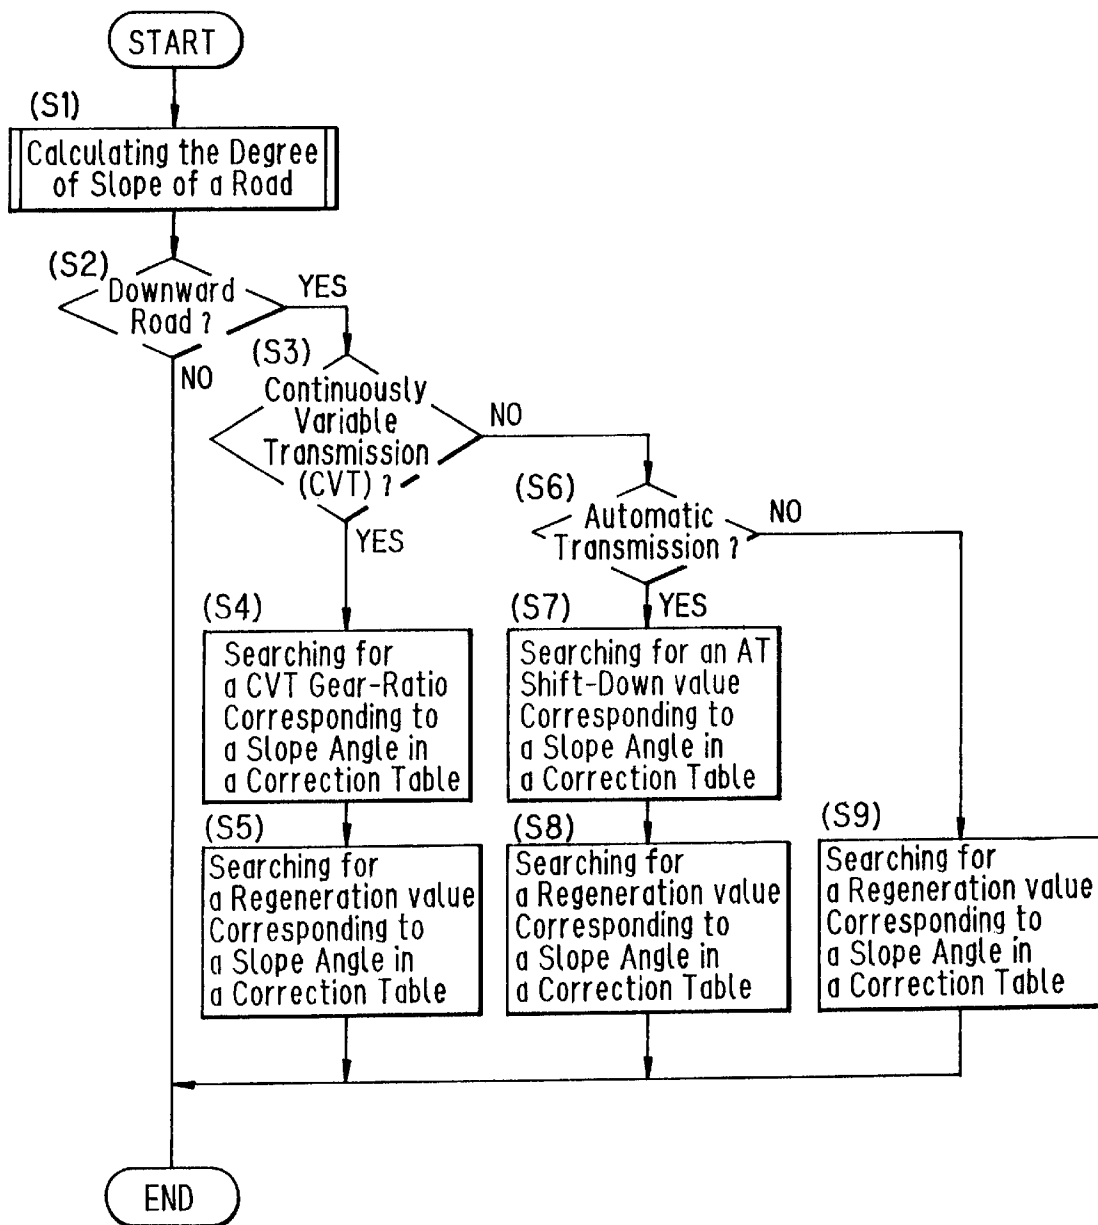 START
(S1)
Calculating the Degree
of Slope of a Road
(S2)
Downward
Road ?
YES
NO
(S3)
Continuously
Variable
Transmission
(CVT) ?
NO
YES
(S6)
Automatic
Transmission ?
NO
YES
(S4)
Searching for
a CVT Gear-Ratio
Corresponding to
a Slope Angle in
a Correction Table
(S7)
Searching for an AT
Shift-Down value
Corresponding to
a Slope Angle in
a Correction Table
(S5)
Searching for
a Regeneration value
Corresponding to
a Slope Angle in
a Correction Table
(S8)
Searching for
a Regeneration value
Corresponding to
a Slope Angle in
a Correction Table
(S9)
Searching for
a Regeneration value
Corresponding to
a Slope Angle in
a Correction Table
END